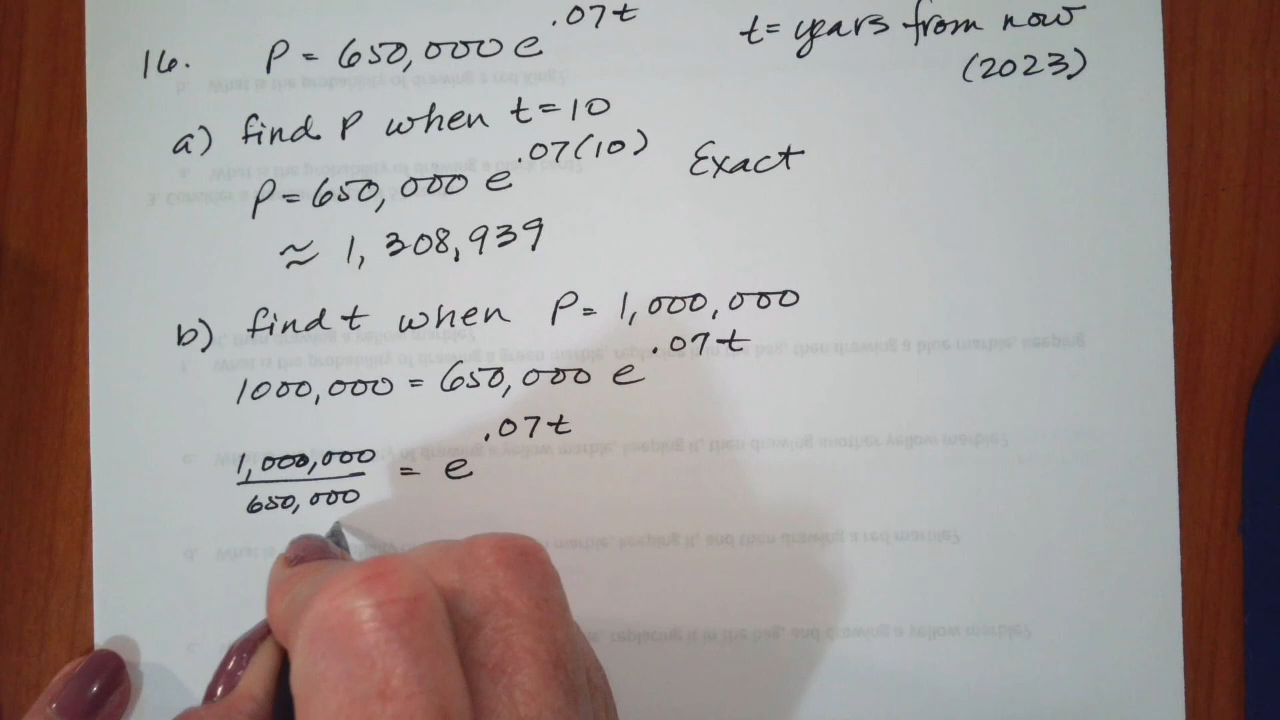 16. P = 650,000 e^.07t t = years from now
(2023)
a) find P when t = 10
P = 650,000 e^.07(10) Exact
≈ 1,308,939
b) find t when P = 1,000,000
1000,000 = 650,000 e^.07t
1,000,000 / 650,000 = e^.07t